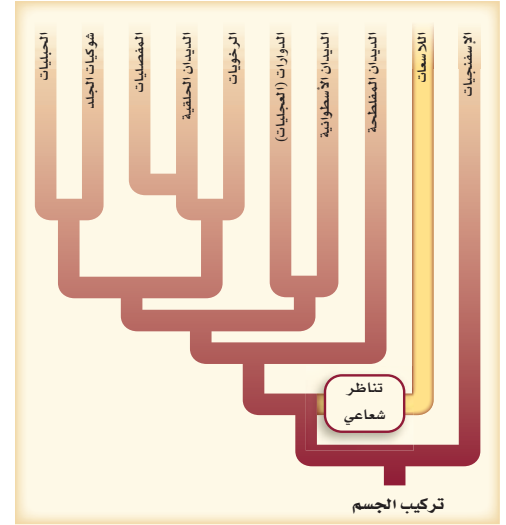 الإسفنجيات
اللاسعات
الديدان المفلطحة
الديدان الأسطوانية
الدوارات (العجليات)
الرخويات
الديدان الحلقية
المفصليات
شوكيات الجلد
الحبليات
تناظر
شعاعي
تركيب الجسم